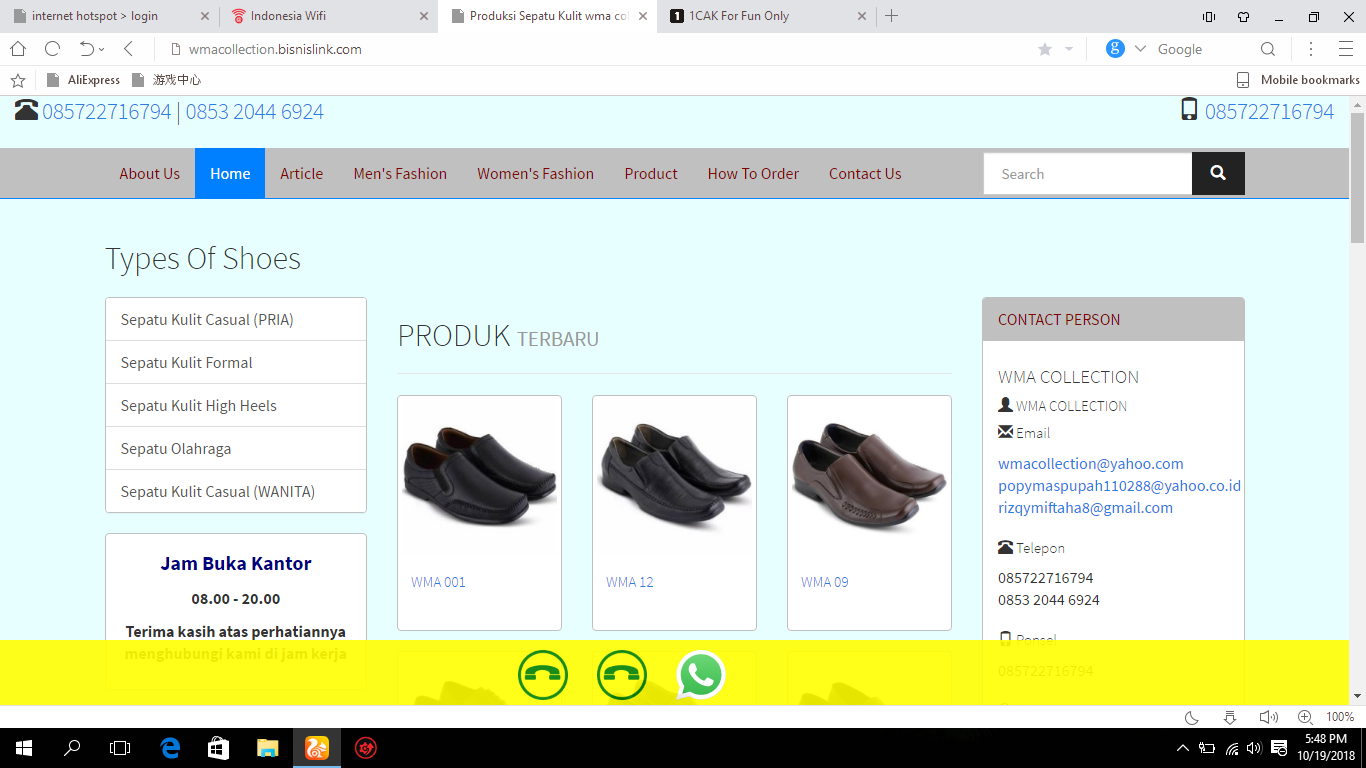 internet hotspot > login
Indonesia Wifi
Produksi Sepatu Kulit wma co
1CAK For Fun Only
wmacollection.bisnislink.com
Google
AliExpress
游戏中心
Mobile bookmarks
085722716794 | 0853 2044 6924
085722716794
About Us
Home
Article
Men's Fashion
Women's Fashion
Product
How To Order
Contact Us
Search
Types Of Shoes
Sepatu Kulit Casual (PRIA)
Sepatu Kulit Formal
Sepatu Kulit High Heels
Sepatu Olahraga
Sepatu Kulit Casual (WANITA)
Jam Buka Kantor
08.00 - 20.00
Terima kasih atas perhatiannya
menghubungi kami di jam kerja
PRODUK TERBARU
WMA 001
WMA 12
WMA 09
CONTACT PERSON
WMA COLLECTION
WMA COLLECTION
Email
wmacollection@yahoo.com
popymaspupah110288@yahoo.co.id
rizqymiftaha8@gmail.com
Telepon
085722716794
0853 2044 6924
Ponsel
085722716794
100%
5:48 PM
10/19/2018